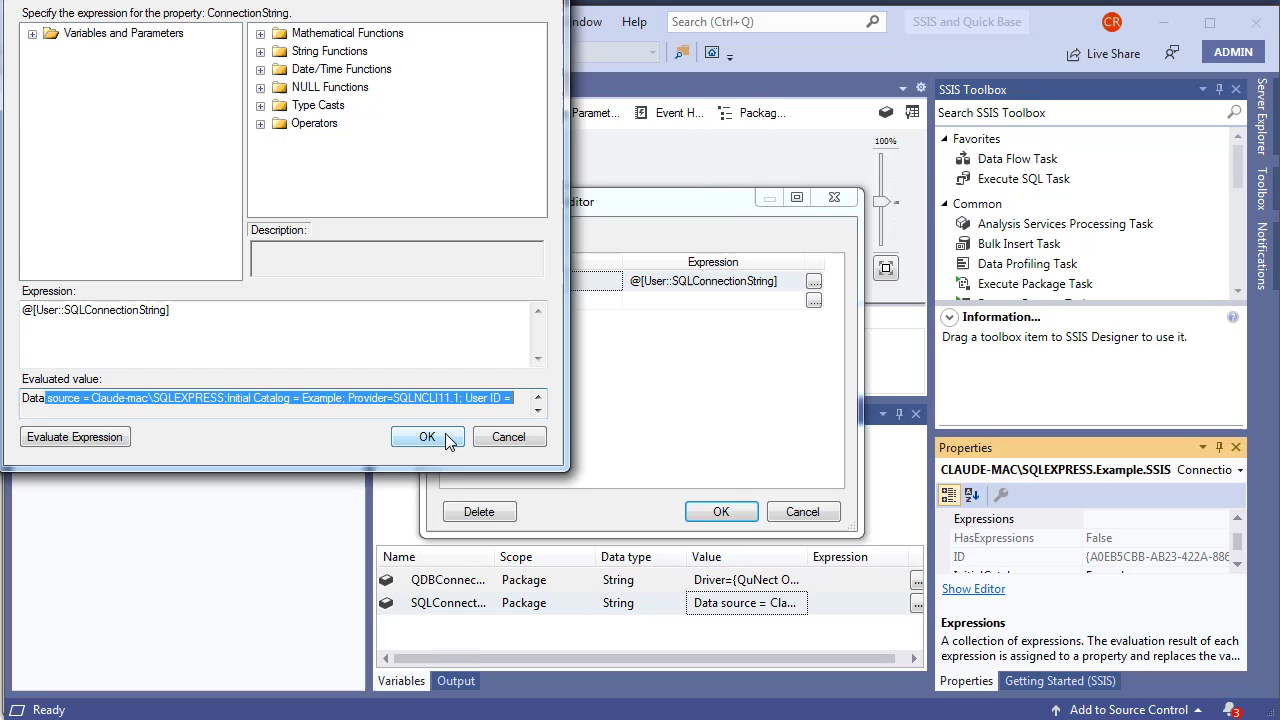 Specify the expression for the property: ConnectionString.
Variables and Parameters
Mathematical Functions
String Functions
Date/Time Functions
NULL Functions
Type Casts
Operators
Description:
Expression:
@[User::SQLConnectionString]
Evaluated value:
Data source = Claude-mac\SQLEXPRESS;Initial Catalog = Example; Provider=SQLNCLI11.1; User ID =
Evaluate Expression
OK
Cancel
Help
Search (Ctrl+Q)
SSIS and Quick Base
CR
Live Share
ADMIN
Paramet...
Event H...
Packag...
100%
Expression
@[User::SQLConnectionString]
...
...
Delete
OK
Cancel
Name Scope Data type Value Expression
QDBConnec... Package String Driver={QuNect O... ...
SQLConnect... Package String Data source = Cla... ...
Variables
Output
SSIS Toolbox
Search SSIS Toolbox
Favorites
Data Flow Task
Execute SQL Task
Common
Analysis Services Processing Task
Bulk Insert Task
Data Profiling Task
Execute Package Task
Information...
Drag a toolbox item to SSIS Designer to use it.
Properties
CLAUDE-MAC\SQLEXPRESS.Example.SSIS Connectio
Expressions
HasExpressions False
ID {A0EB5CBB-AB23-422A-886
Show Editor
Expressions
A collection of expressions. The evaluation result of each
expression is assigned to a property and replaces the va...
Properties
Getting Started (SSIS)
Server Explorer
Toolbox
Notifications
Ready
Add to Source Control
3